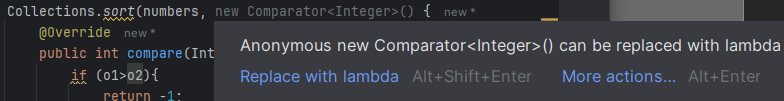 Collections.sort(numbers, new Comparator<Integer>() { new *
@Override new *
public int compare(Int
if (o1>o2){
return -1;
Anonymous new Comparator<Integer>() can be replaced with lambda
Replace with lambda Alt+Shift+Enter More actions... Alt+Enter